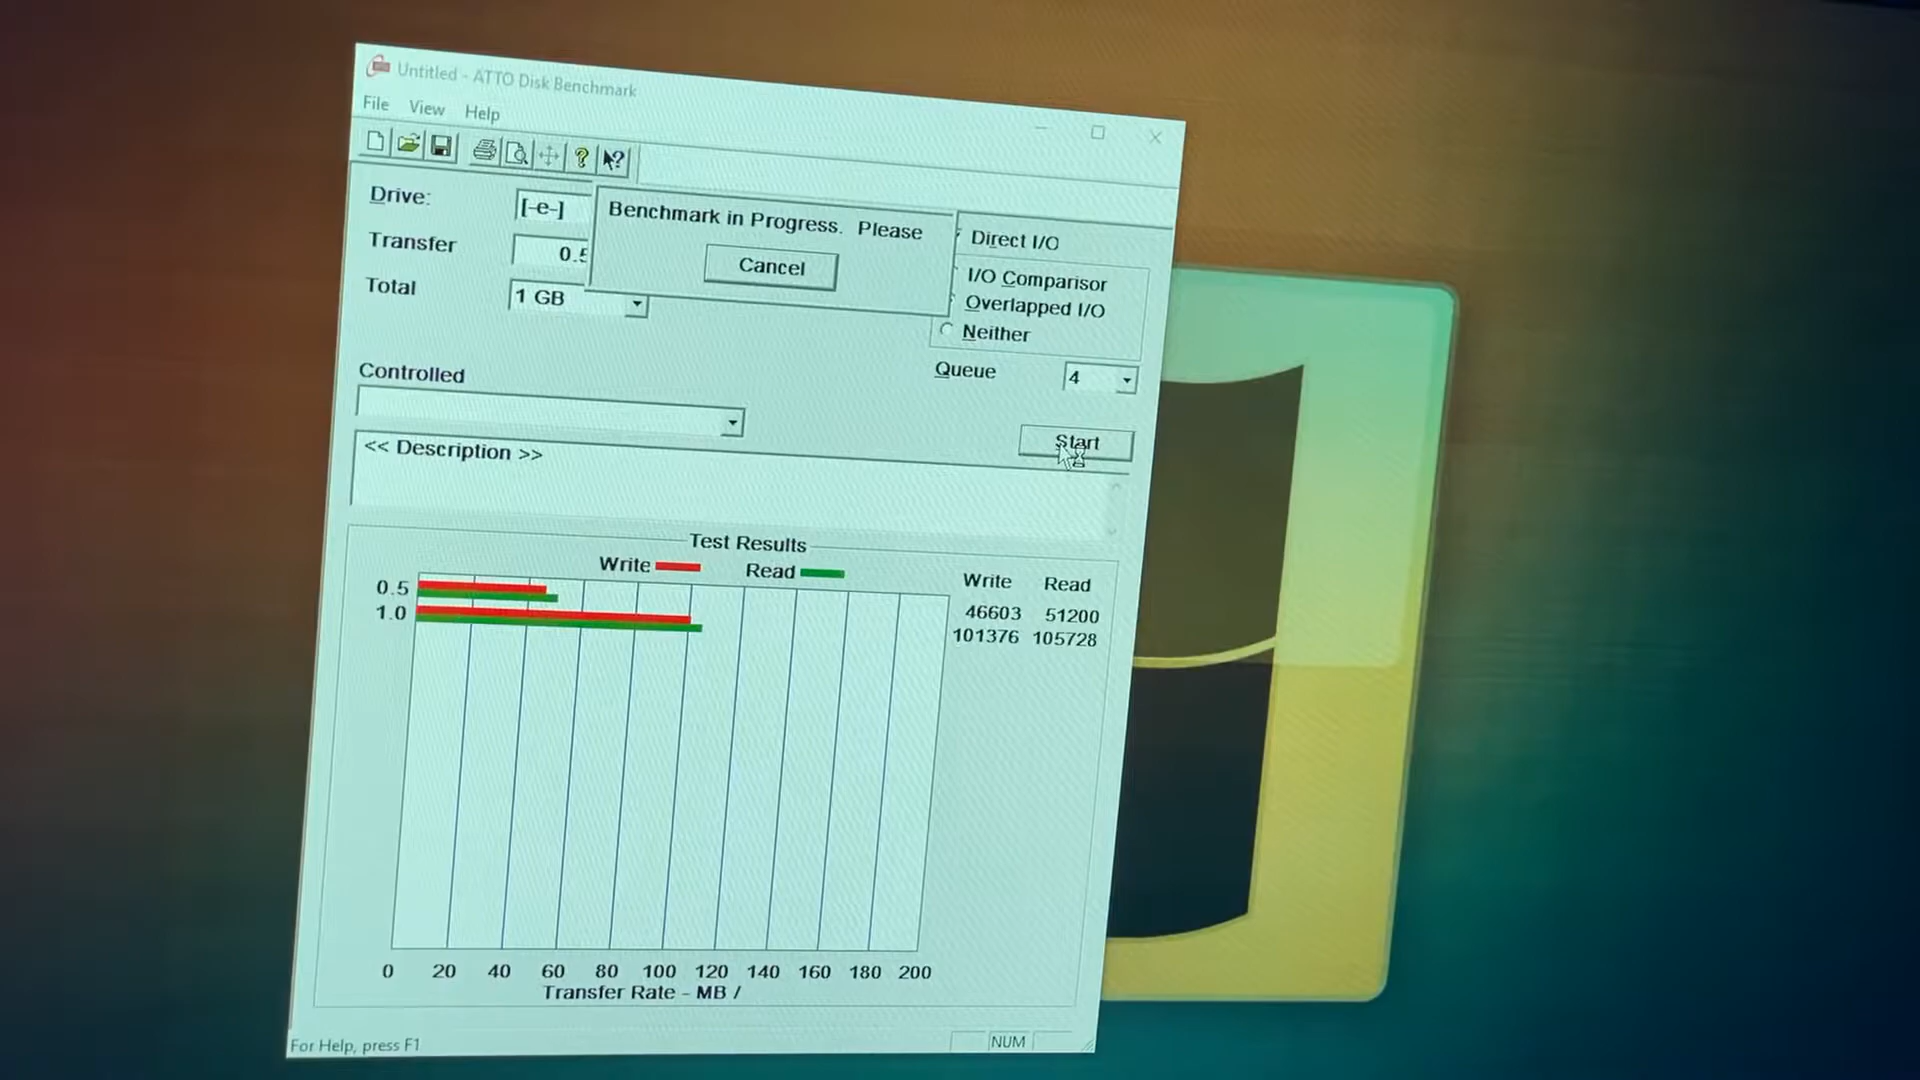 Untitled - ATTO Disk Benchmark
File View Help
Drive: [-e-]
Benchmark in Progress. Please
Cancel
Direct I/O
Transfer 0.5
I/O Comparisor
Overlapped I/O
Neither
Total 1 GB
Queue 4
Controlled
Start
<< Description >>
Test Results
Write Read
Write Read
0.5 46603 51200
1.0 101376 105728
0 20 40 60 80 100 120 140 160 180 200
Transfer Rate - MB /
For Help, press F1
NUM